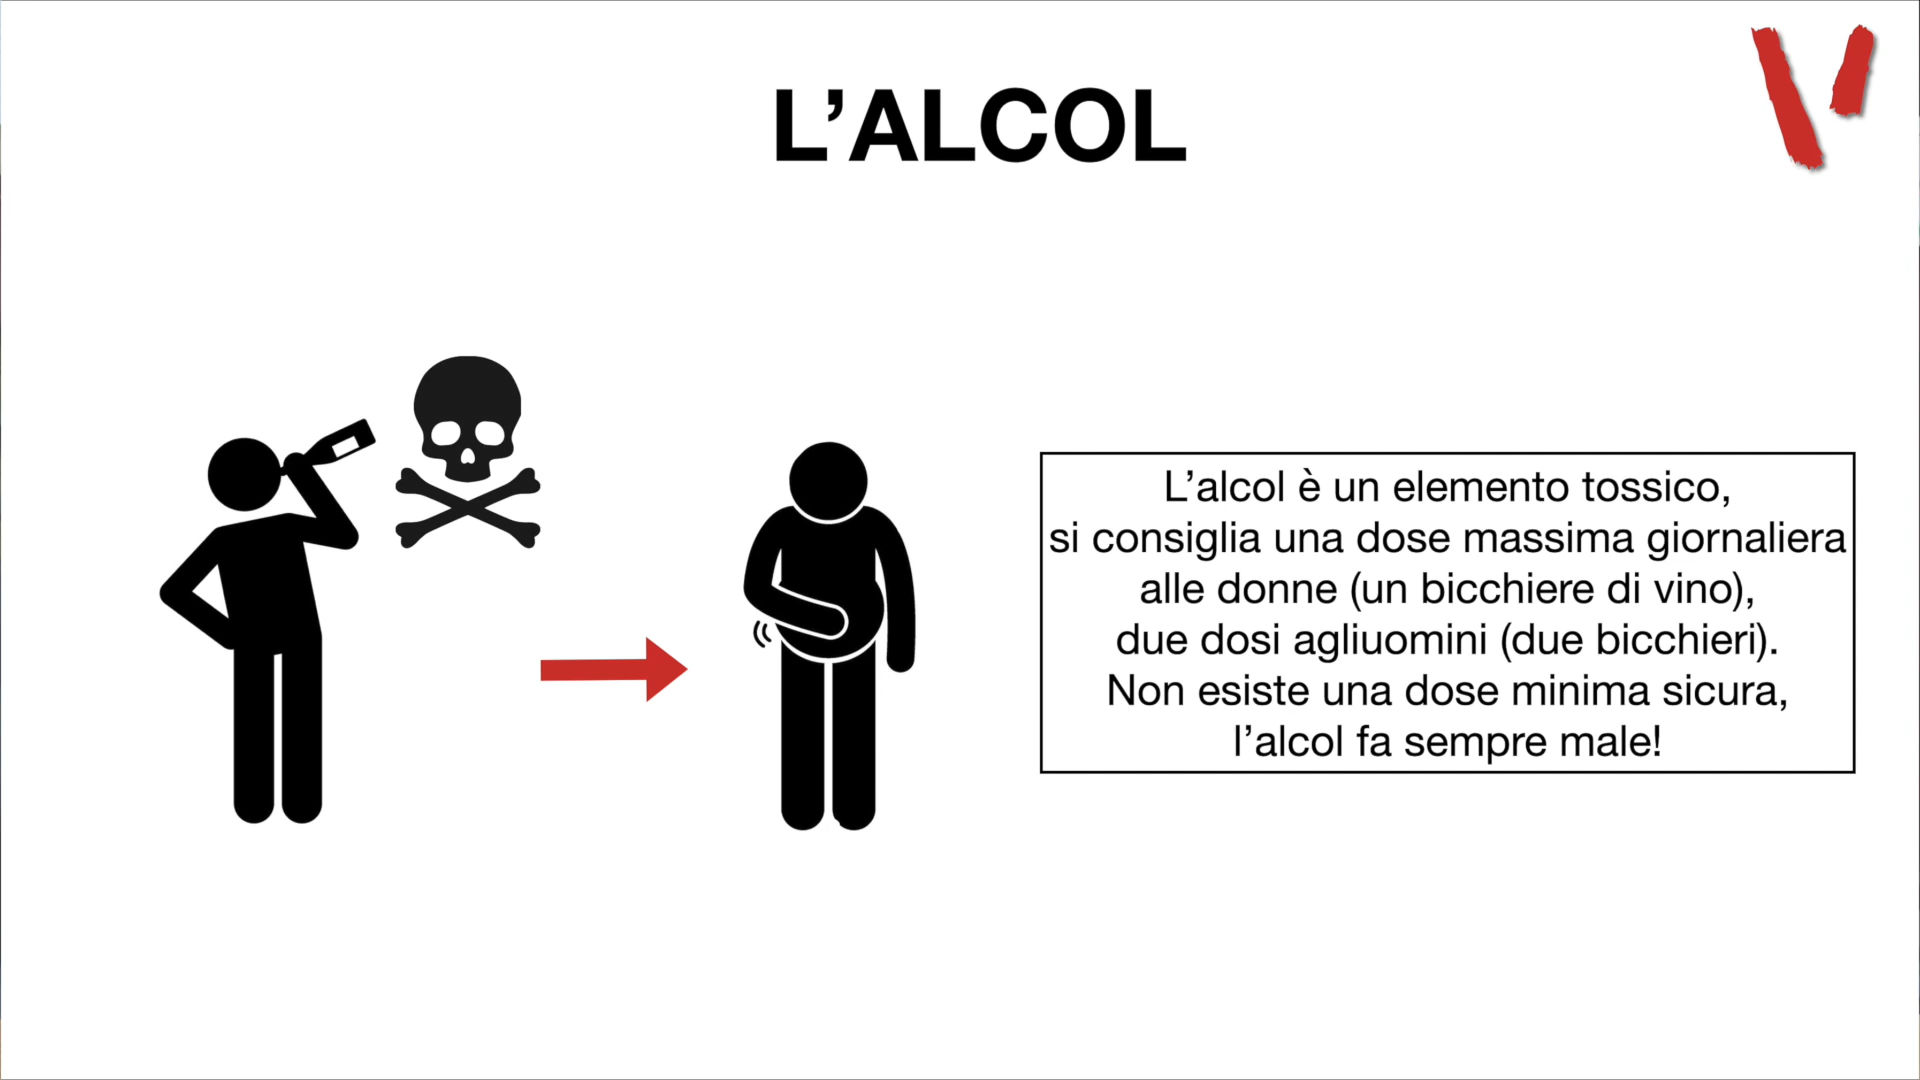 L’ALCOL
L’alcol è un elemento tossico,
si consiglia una dose massima giornaliera
alle donne (un bicchiere di vino),
due dosi agliuomini (due bicchieri).
Non esiste una dose minima sicura,
l’alcol fa sempre male!